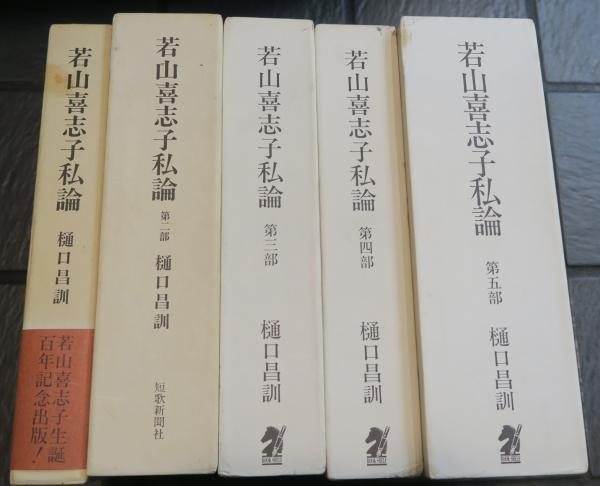 若山喜志子私論
樋口昌訓
若山喜志子生誕
百年記念出版！
若山喜志子私論
第二部
樋口昌訓
短歌新聞社
若山喜志子私論
第三部
樋口昌訓
若山喜志子私論
第四部
樋口昌訓
若山喜志子私論
第五部
樋口昌訓